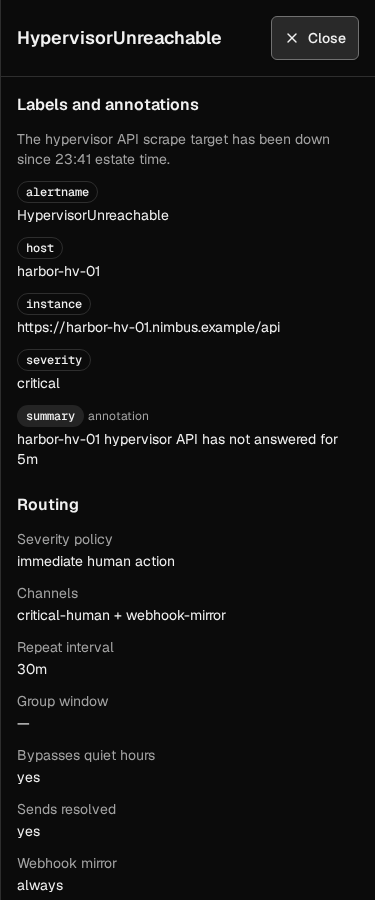 HypervisorUnreachable
Close
Labels and annotations
The hypervisor API scrape target has been down
since 23:41 estate time.
alertname
HypervisorUnreachable
host
harbor-hv-01
instance
https://harbor-hv-01.nimbus.example/api
severity
critical
summary annotation
harbor-hv-01 hypervisor API has not answered for
5m
Routing
Severity policy
immediate human action
Channels
critical-human + webhook-mirror
Repeat interval
30m
Group window
—
Bypasses quiet hours
yes
Sends resolved
yes
Webhook mirror
always